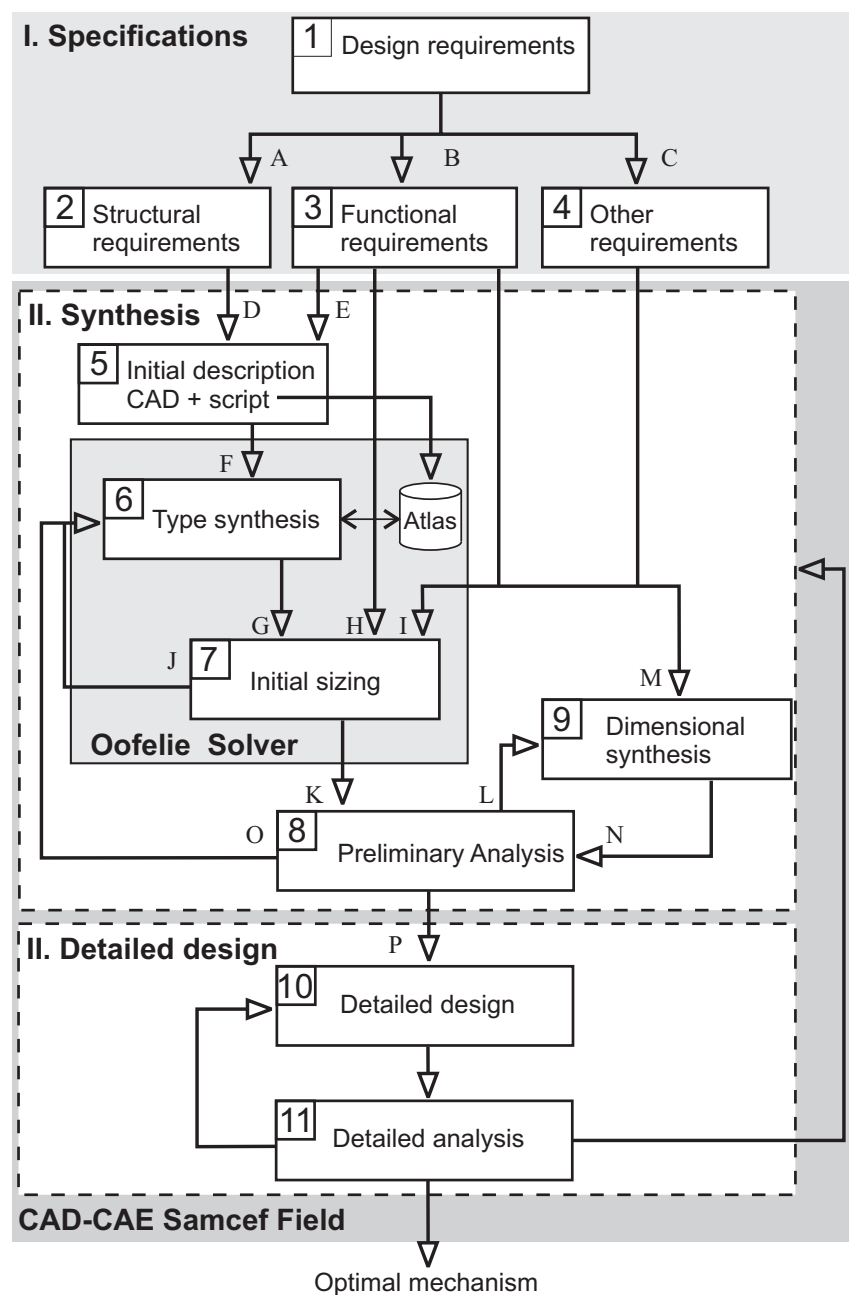 I. Specifications
1 Design requirements
A B C
2 Structural
requirements
3 Functional
requirements
4 Other
requirements
II. Synthesis
D E
5 Initial description
CAD + script
F
6 Type synthesis
Atlas
G H I
J
7 Initial sizing
Oofelie Solver
M
9 Dimensional
synthesis
K L
O
8 Preliminary Analysis
N
P
II. Detailed design
10 Detailed design
11 Detailed analysis
CAD-CAE Samcef Field
Optimal mechanism